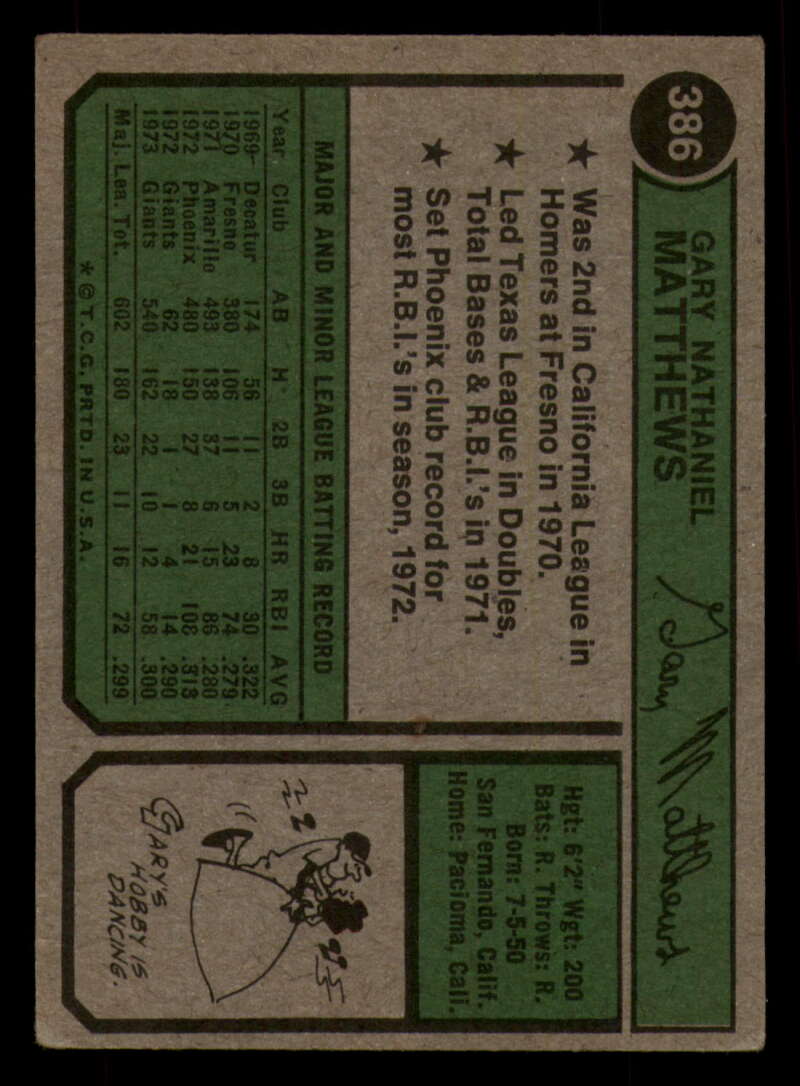 386
GARY NATHANIEL
MATTHEWS
Gary Matthews
★ Was 2nd in California League in
Homers at Fresno in 1970.
★ Led Texas League in Doubles,
Total Bases & R.B.I.'s in 1971.
★ Set Phoenix club record for
most R.B.I.'s in season, 1972.
Hgt: 6'2" Wgt: 200
Bats: R. Throws: R.
Born: 7-5-50
San Fernando, Calif.
Home: Pacioma, Cali.
MAJOR AND MINOR LEAGUE BATTING RECORD
Year Club AB H 2B 3B HR RBI AVG
1969 Decatur 174 56 11 2 8 30 .322
1970 Fresno 380 106 11 5 23 74 .279
1971 Amarillo 493 138 37 6 15 86 .280
1972 Phoenix 480 150 27 8 21 108 .313
1972 Giants 62 18 1 1 4 14 .290
1973 Giants 540 162 22 10 12 58 .300
Maj. Lea. Tot. 602 180 23 11 16 72 .299
* © T.C.G. PRTD. IN U.S.A.
GARY'S
HOBBY IS
DANCING.